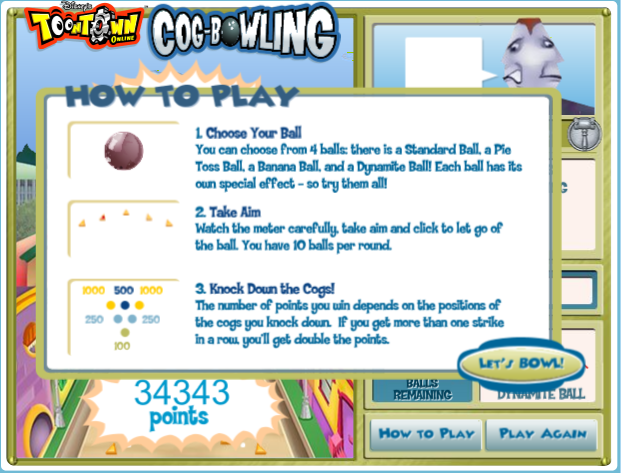 Disney's
TOONTOWN
ONLINE
COG-BOWLING
HOW TO PLAY
1. Choose Your Ball
You can choose from 4 balls: there is a Standard Ball, a Pie
Toss Ball, a Banana Ball, and a Dynamite Ball! Each ball has its
own special effect - so try them all!
2. Take Aim
Watch the meter carefully, take aim and click to let go of
the ball. You have 10 balls per round.
1000 500 1000
250 250
100
3. Knock Down the Cogs!
The number of points you win depends on the positions of
the cogs you knock down. If you get more than one strike
in a row, you'll get double the points.
LET'S BOWL!
34343
points
BALLS
REMAINING
DYNAMITE BALL
HOW TO PLAY
PLAY AGAIN